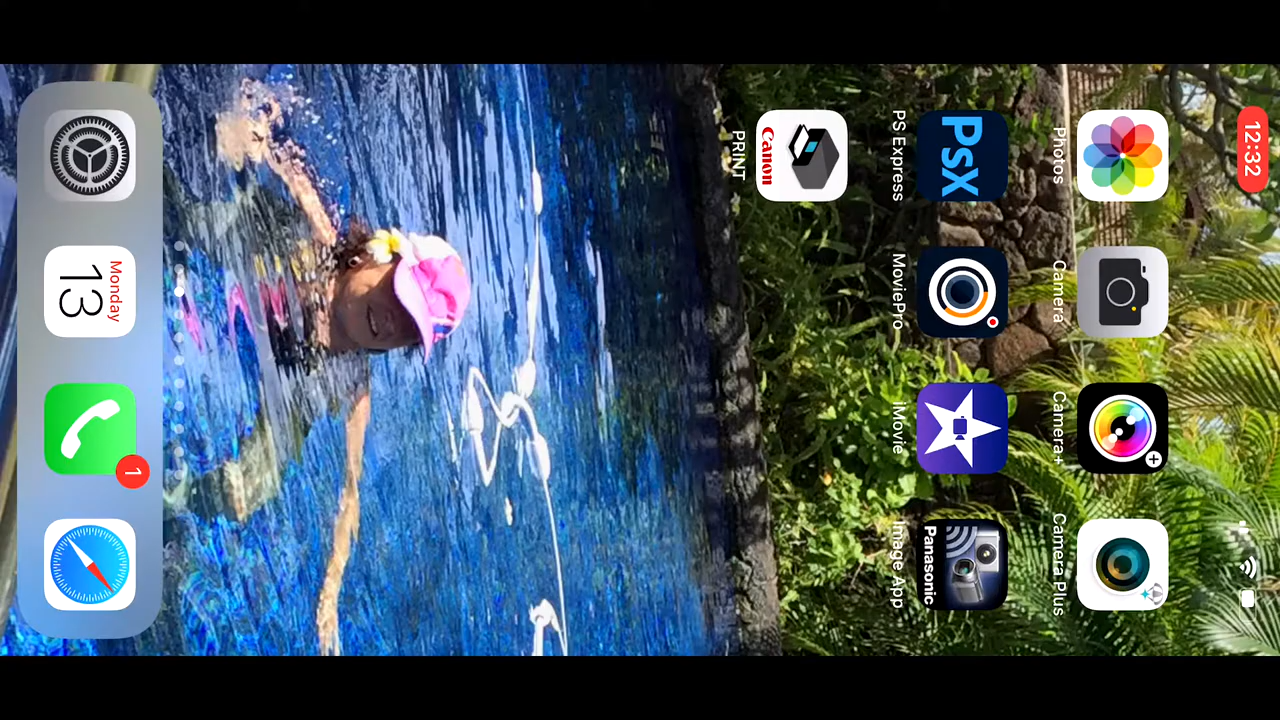 12:32
Photos
Camera
Camera+
Camera Plus
PsX
Panasonic
PS Express
MoviePro
iMovie
Image App
Canon
PRINT
Monday
13
1